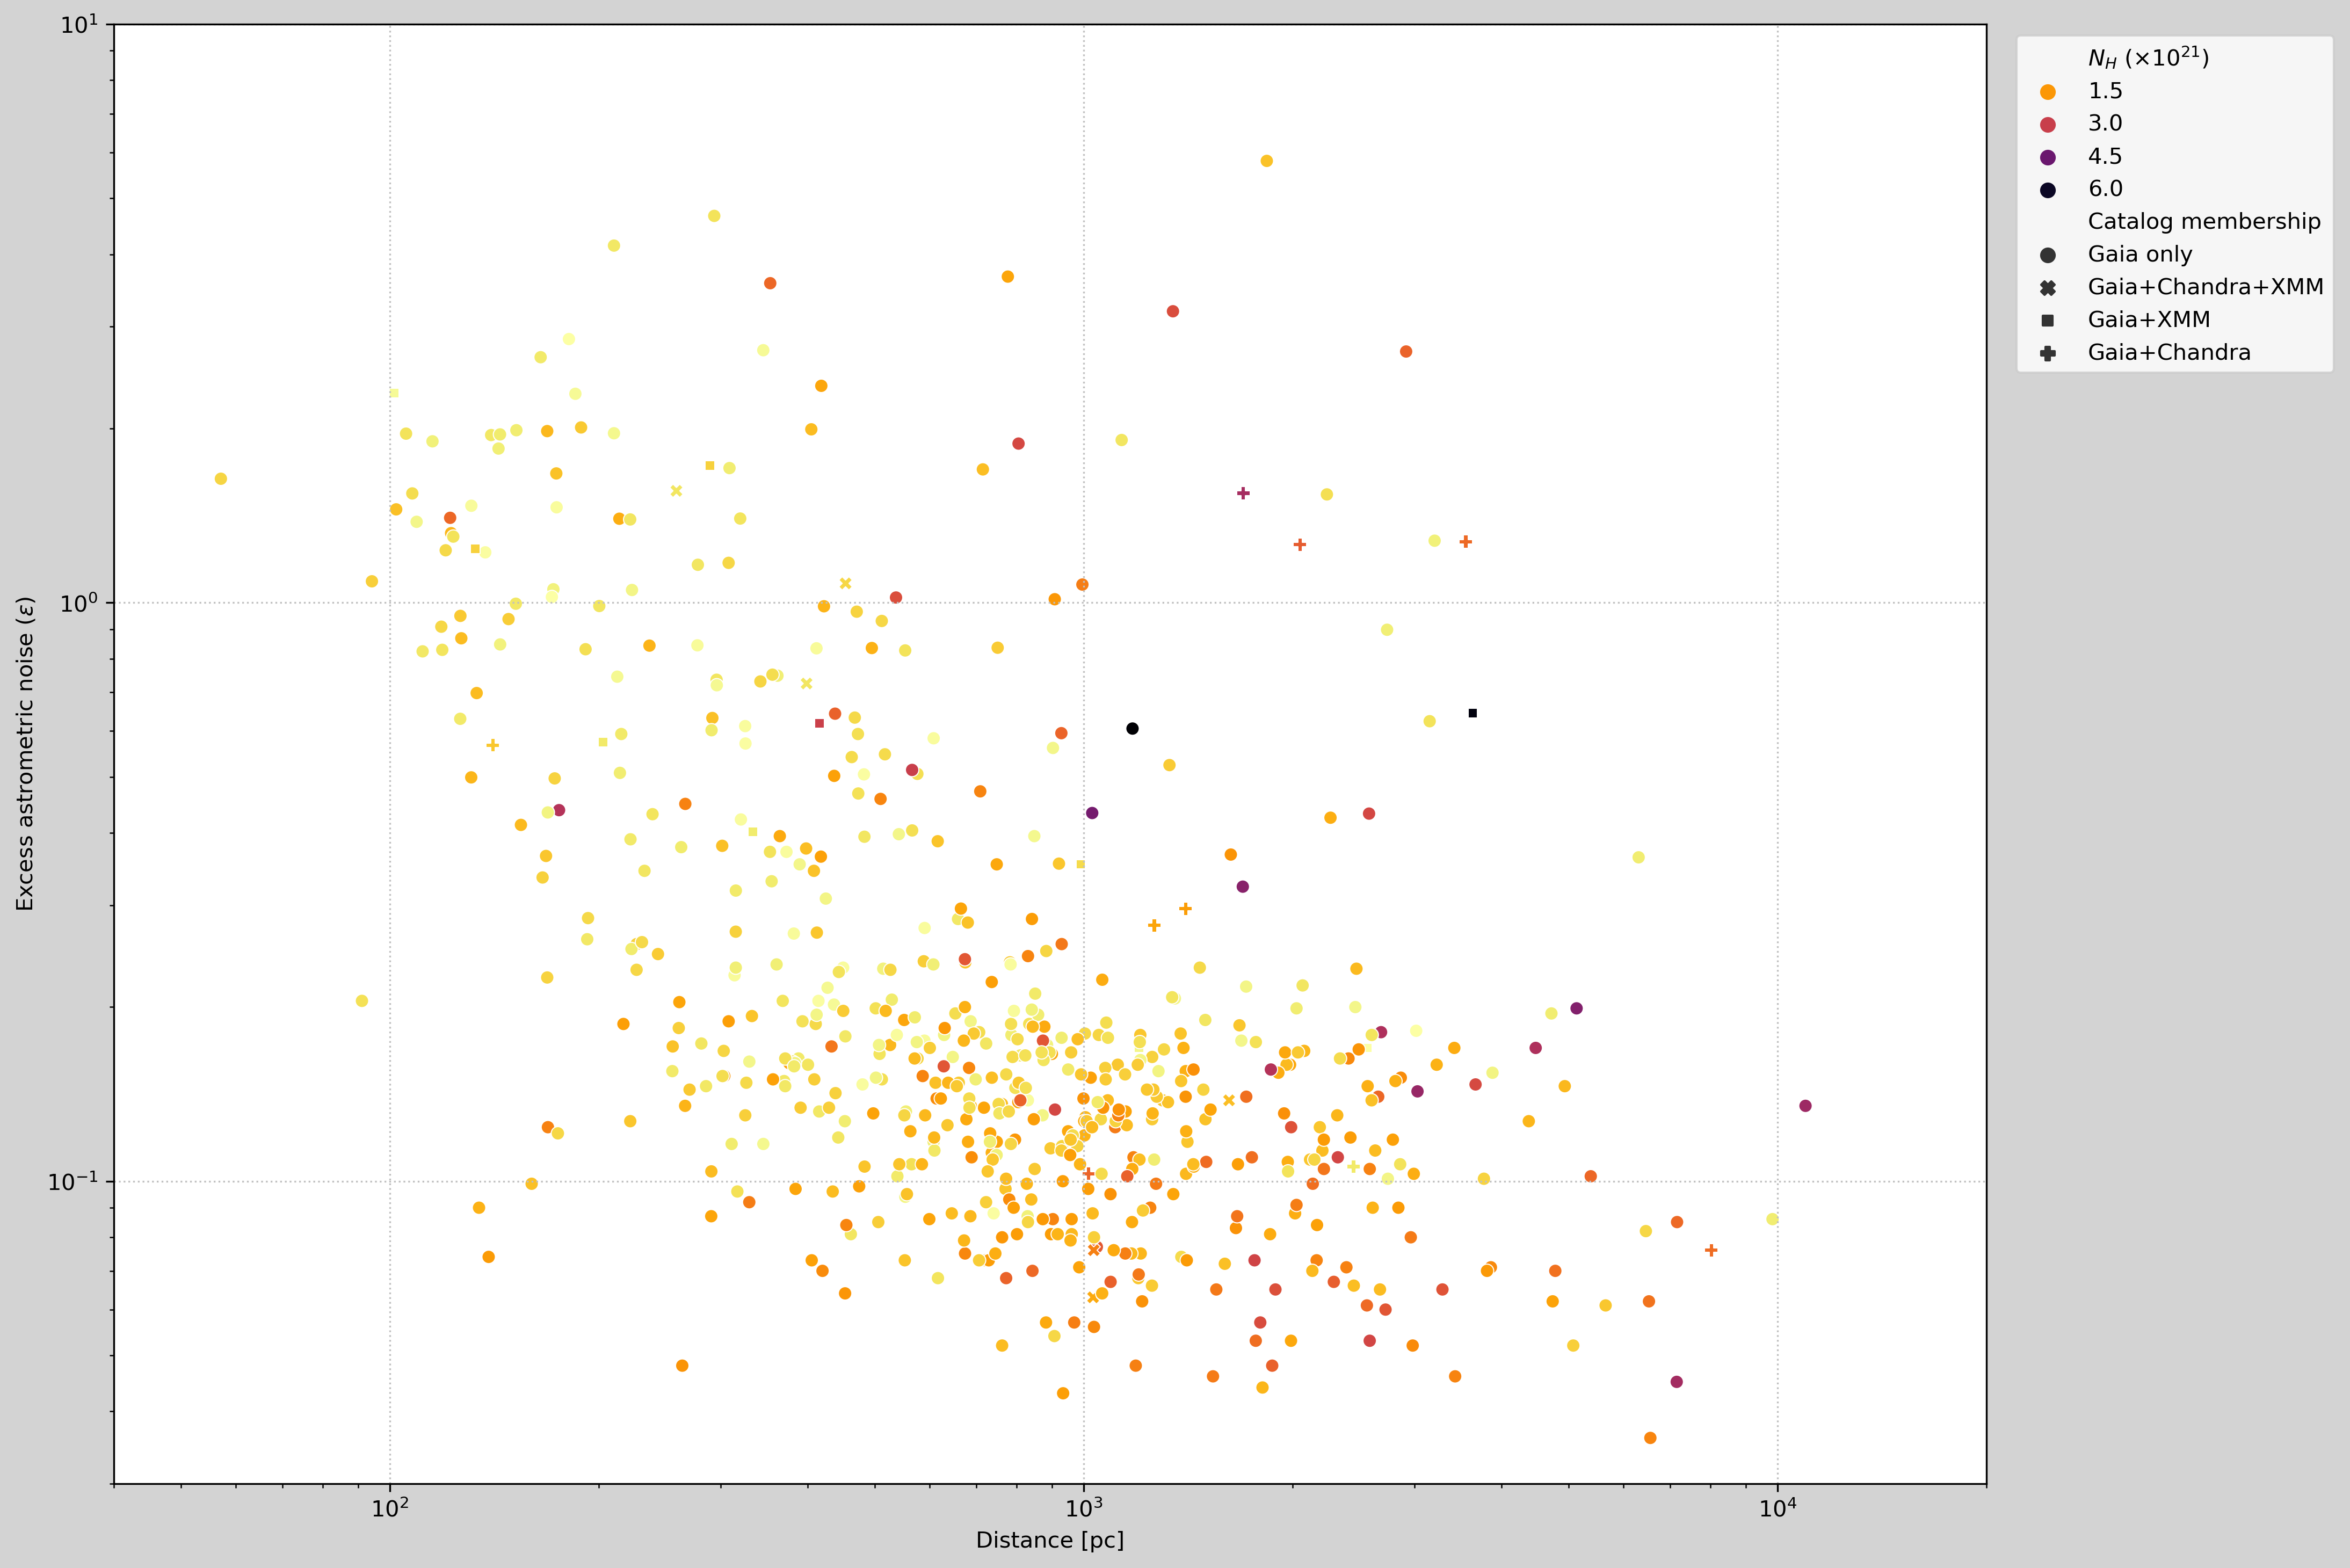 10¹
10⁰
10⁻¹
Excess astrometric noise (ε)
10²
10³
10⁴
Distance [pc]
N_H (×10²¹)
1.5
3.0
4.5
6.0
Catalog membership
Gaia only
Gaia+Chandra+XMM
Gaia+XMM
Gaia+Chandra